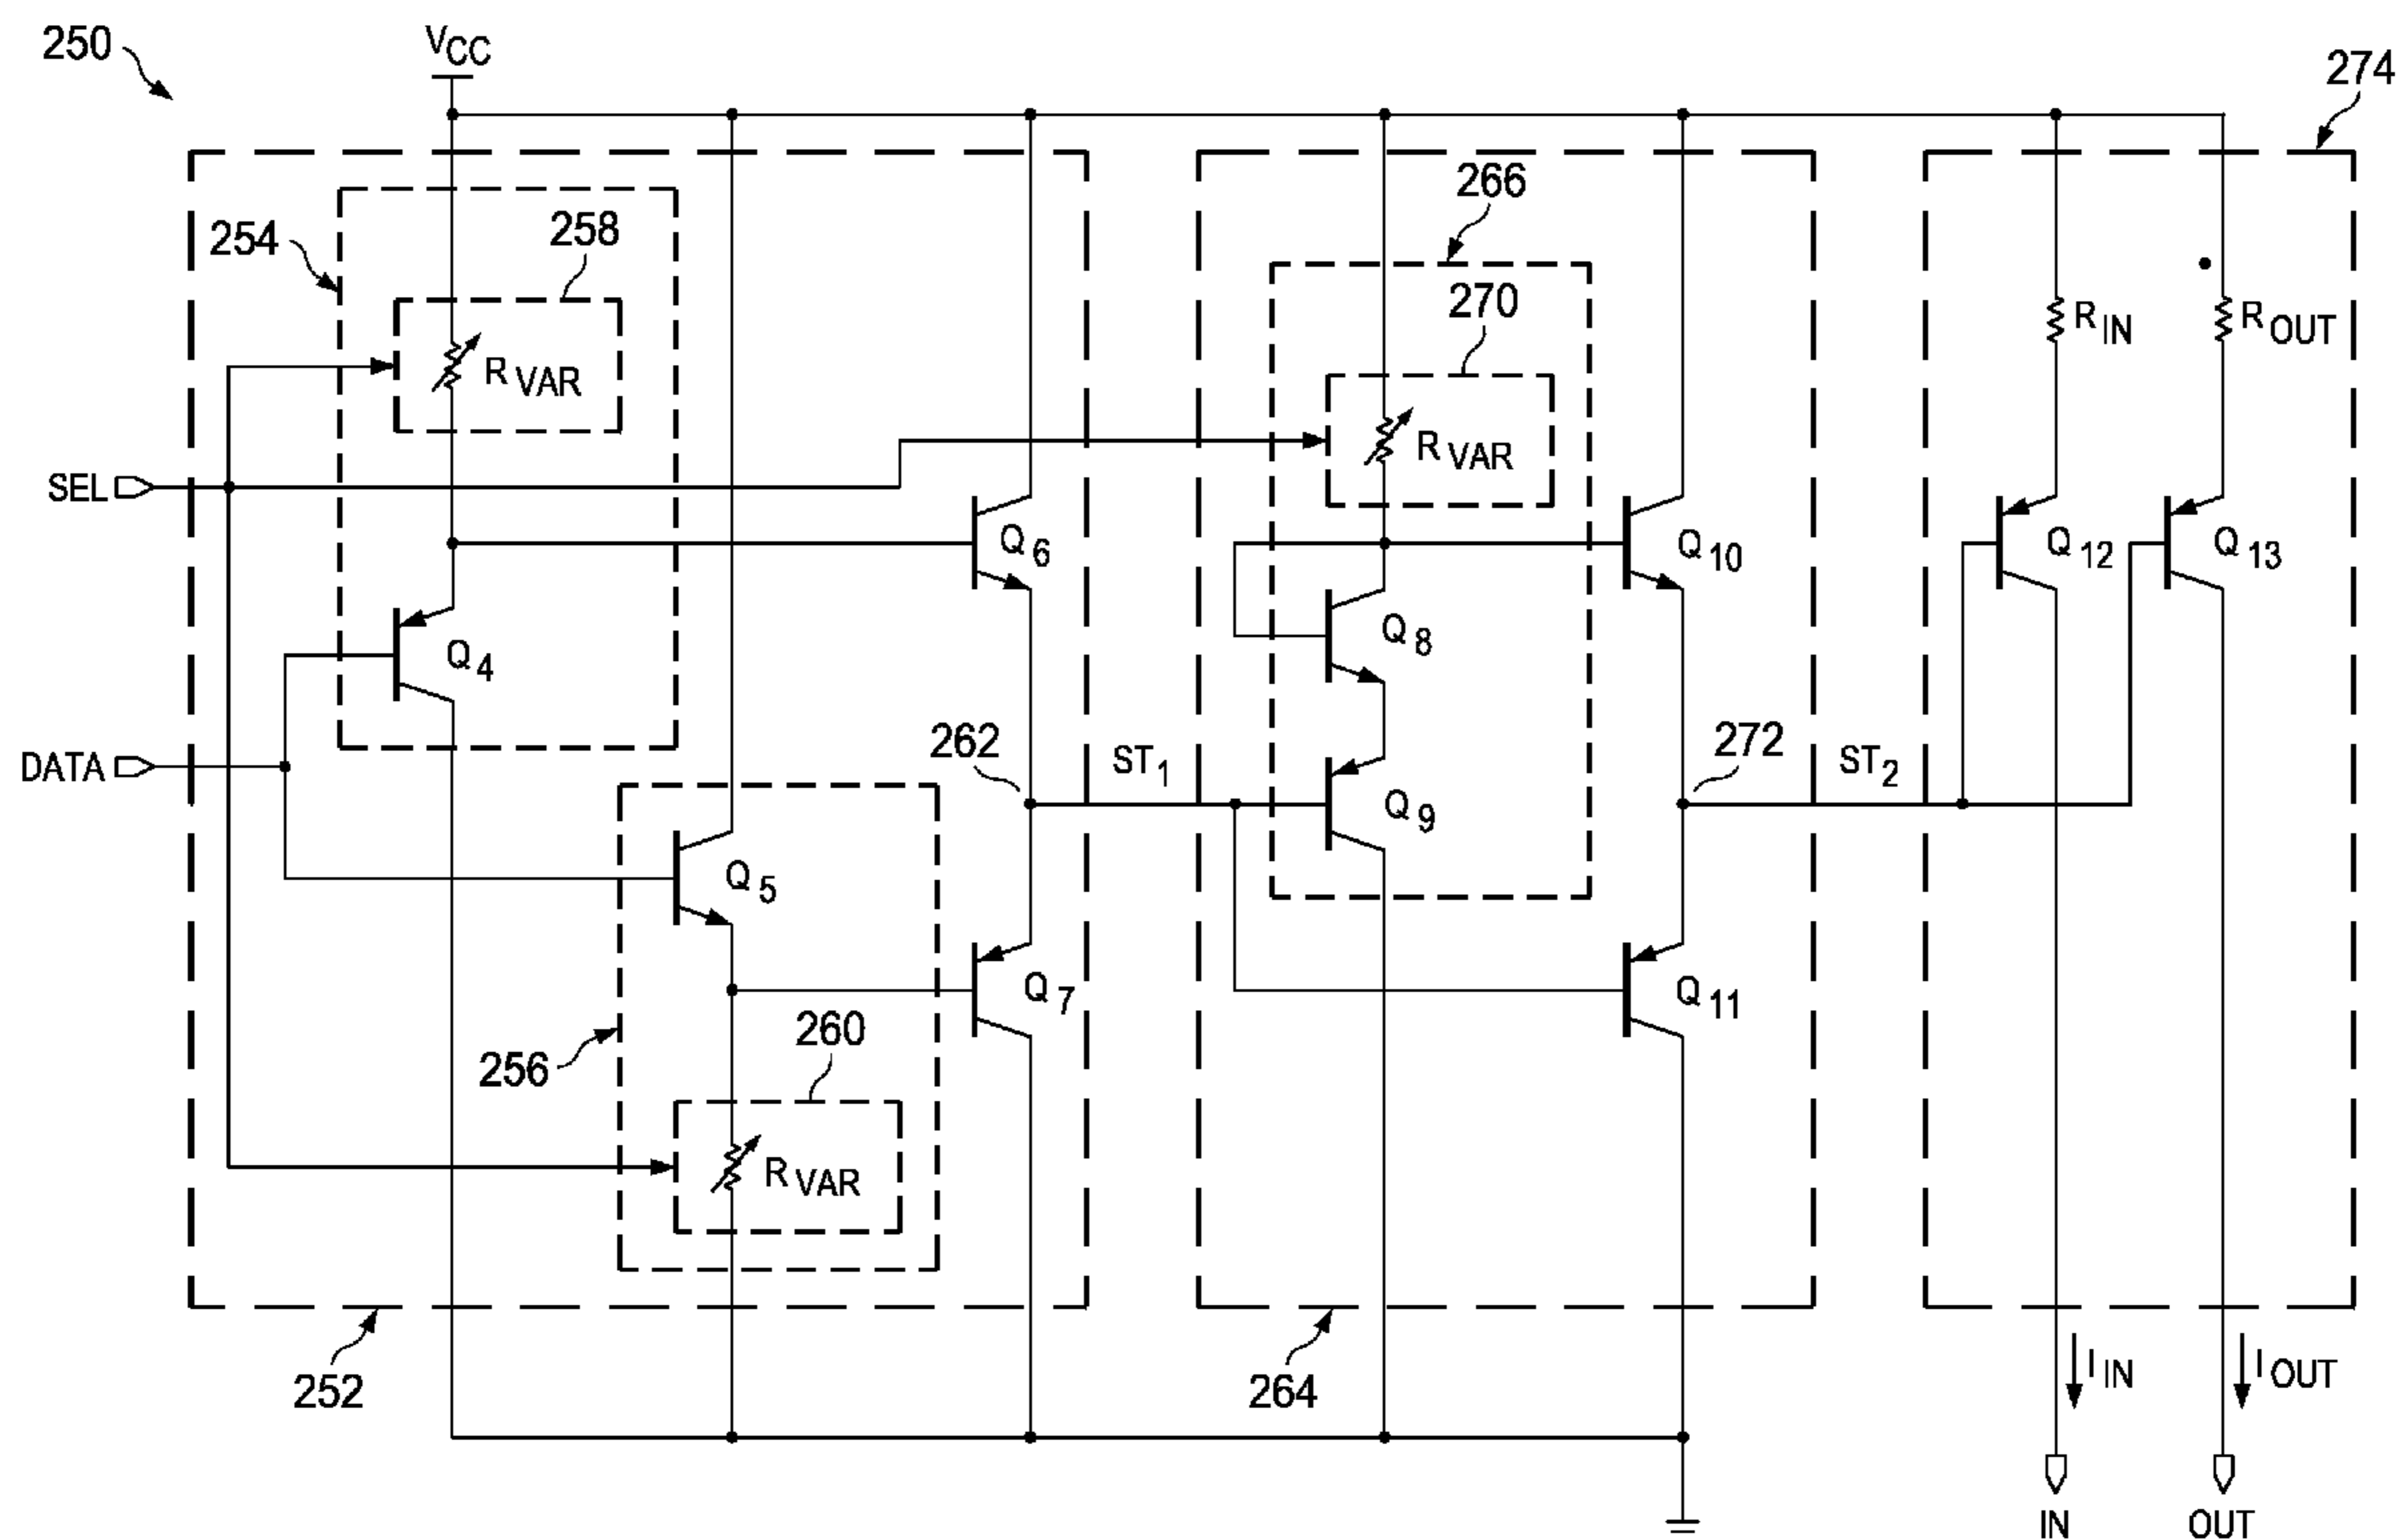 250
VCC
274
266
258
254
270
RIN
ROUT
RVAR
RVAR
SEL
Q6
Q10
Q12
Q13
Q8
Q4
262
ST1
272
ST2
DATA
Q9
Q5
Q7
Q11
260
256
RVAR
252
264
IIN
IOUT
IN
OUT